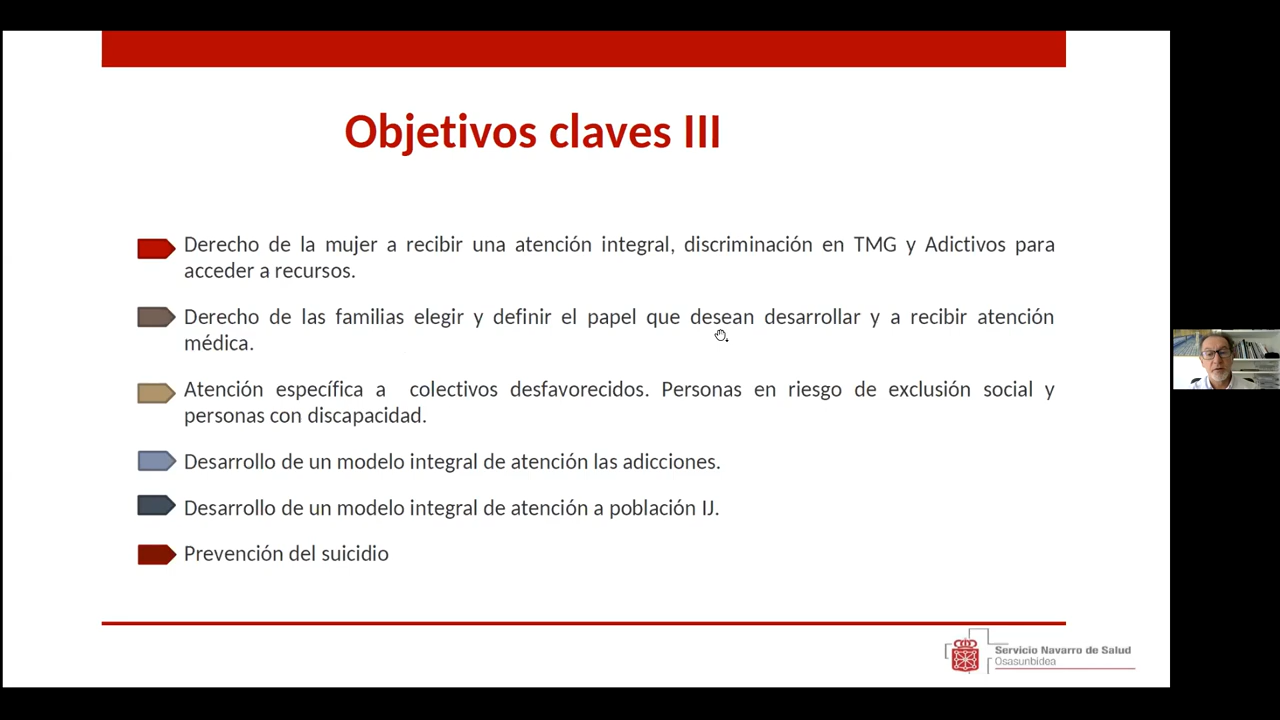 Objetivos claves III
Derecho de la mujer a recibir una atención integral, discriminación en TMG y Adictivos para
acceder a recursos.
Derecho de las familias elegir y definir el papel que desean desarrollar y a recibir atención
médica.
Atención específica a colectivos desfavorecidos. Personas en riesgo de exclusión social y
personas con discapacidad.
Desarrollo de un modelo integral de atención las adicciones.
Desarrollo de un modelo integral de atención a población IJ.
Prevención del suicidio
Servicio Navarro de Salud
Osasunbidea